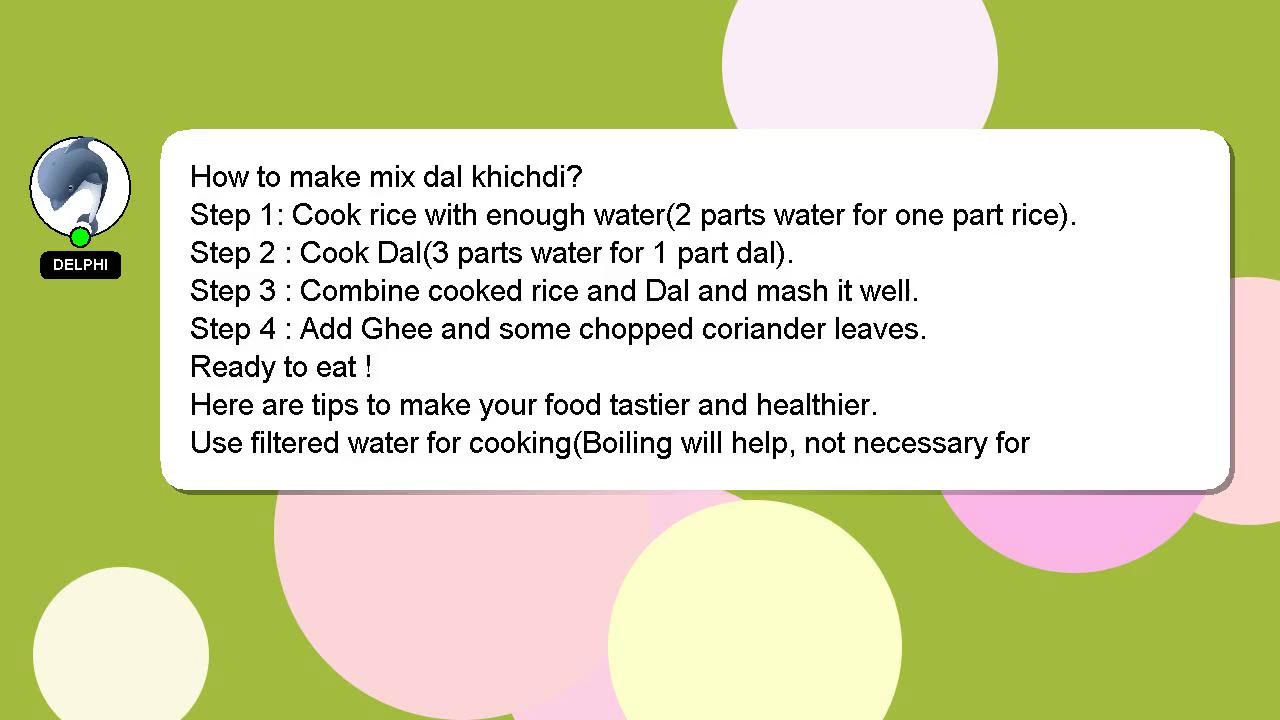 DELPHI
How to make mix dal khichdi?
Step 1: Cook rice with enough water(2 parts water for one part rice).
Step 2 : Cook Dal(3 parts water for 1 part dal).
Step 3 : Combine cooked rice and Dal and mash it well.
Step 4 : Add Ghee and some chopped coriander leaves.
Ready to eat !
Here are tips to make your food tastier and healthier.
Use filtered water for cooking(Boiling will help, not necessary for